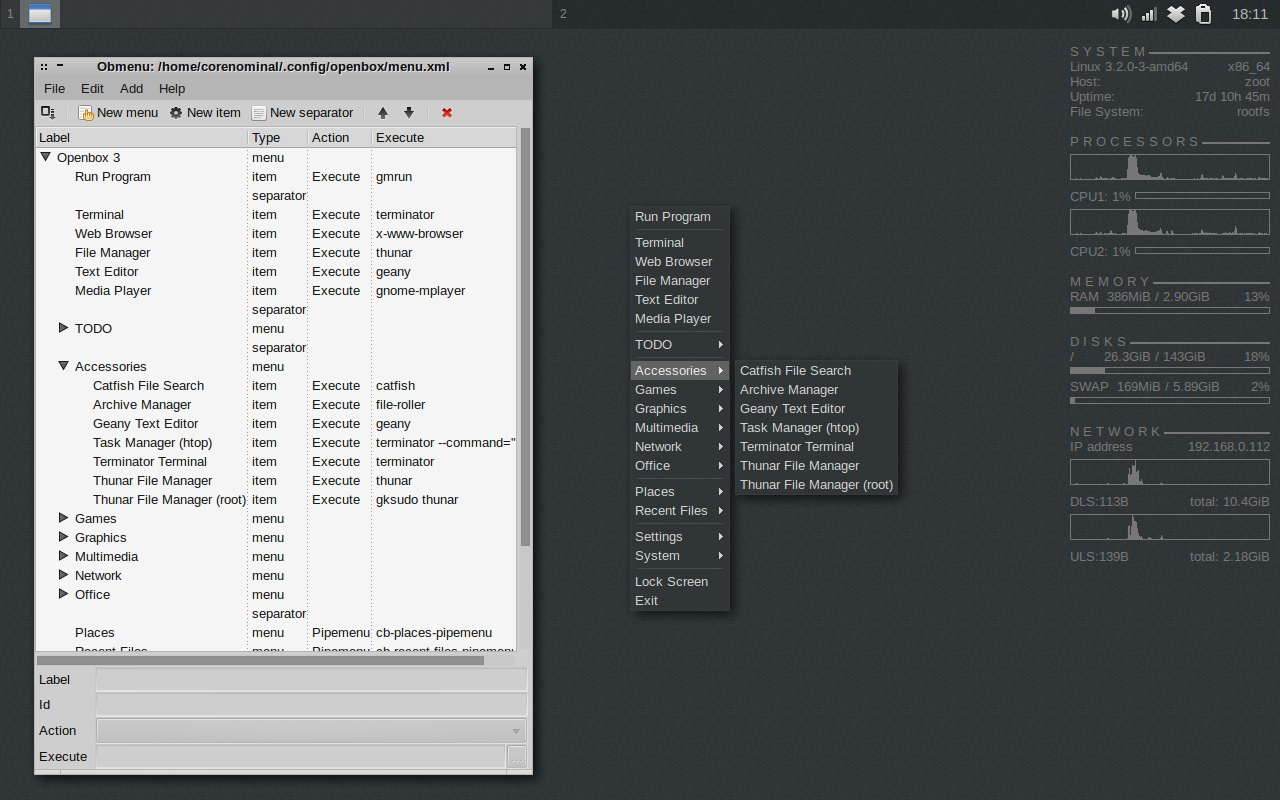 1
2
18:11
Obmenu: /home/corenominal/.config/openbox/menu.xml
File Edit Add Help
New menu New item New separator
Label Type Action Execute
Openbox 3 menu
Run Program item Execute gmrun
separator
Terminal item Execute terminator
Web Browser item Execute x-www-browser
File Manager item Execute thunar
Text Editor item Execute geany
Media Player item Execute gnome-mplayer
separator
TODO menu
separator
Accessories menu
Catfish File Search item Execute catfish
Archive Manager item Execute file-roller
Geany Text Editor item Execute geany
Task Manager (htop) item Execute terminator --command="
Terminator Terminal item Execute terminator
Thunar File Manager item Execute thunar
Thunar File Manager (root) item Execute gksudo thunar
Games menu
Graphics menu
Multimedia menu
Network menu
Office menu
separator
Places menu Pipemenu cb-places-pipemenu
Recent Files menu Pipemenu cb-recent-files-pipemenu
Label
Id
Action
Execute
...
Run Program
Terminal
Web Browser
File Manager
Text Editor
Media Player
TODO
Accessories
Games
Graphics
Multimedia
Network
Office
Places
Recent Files
Settings
System
Lock Screen
Exit
Catfish File Search
Archive Manager
Geany Text Editor
Task Manager (htop)
Terminator Terminal
Thunar File Manager
Thunar File Manager (root)
SYSTEM
Linux 3.2.0-3-amd64 x86_64
Host: zoot
Uptime: 17d 10h 45m
File System: rootfs
PROCESSORS
CPU1: 1%
CPU2: 1%
MEMORY
RAM 386MiB / 2.90GiB 13%
DISKS
/ 26.3GiB / 143GiB 18%
SWAP 169MiB / 5.89GiB 2%
NETWORK
IP address 192.168.0.112
DLS:113B total: 10.4GiB
ULS:139B total: 2.18GiB